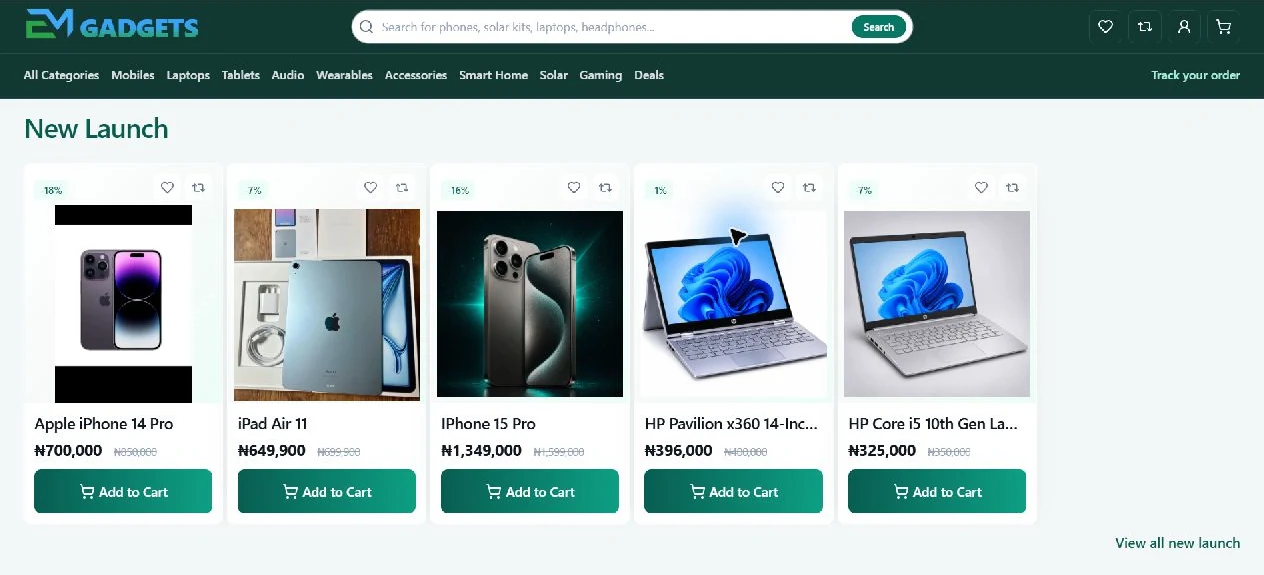 EM GADGETS
Search for phones, solar kits, laptops, headphones...
Search
All Categories Mobiles Laptops Tablets Audio Wearables Accessories Smart Home Solar Gaming Deals
Track your order
New Launch
18%
7%
16%
1%
7%
Apple iPhone 14 Pro
₦700,000 ₦850,000
Add to Cart
iPad Air 11
₦649,900 ₦699,900
Add to Cart
IPhone 15 Pro
₦1,349,000 ₦1,599,000
Add to Cart
HP Pavilion x360 14-Inc...
₦396,000 ₦400,000
Add to Cart
HP Core i5 10th Gen La...
₦325,000 ₦350,000
Add to Cart
View all new launch